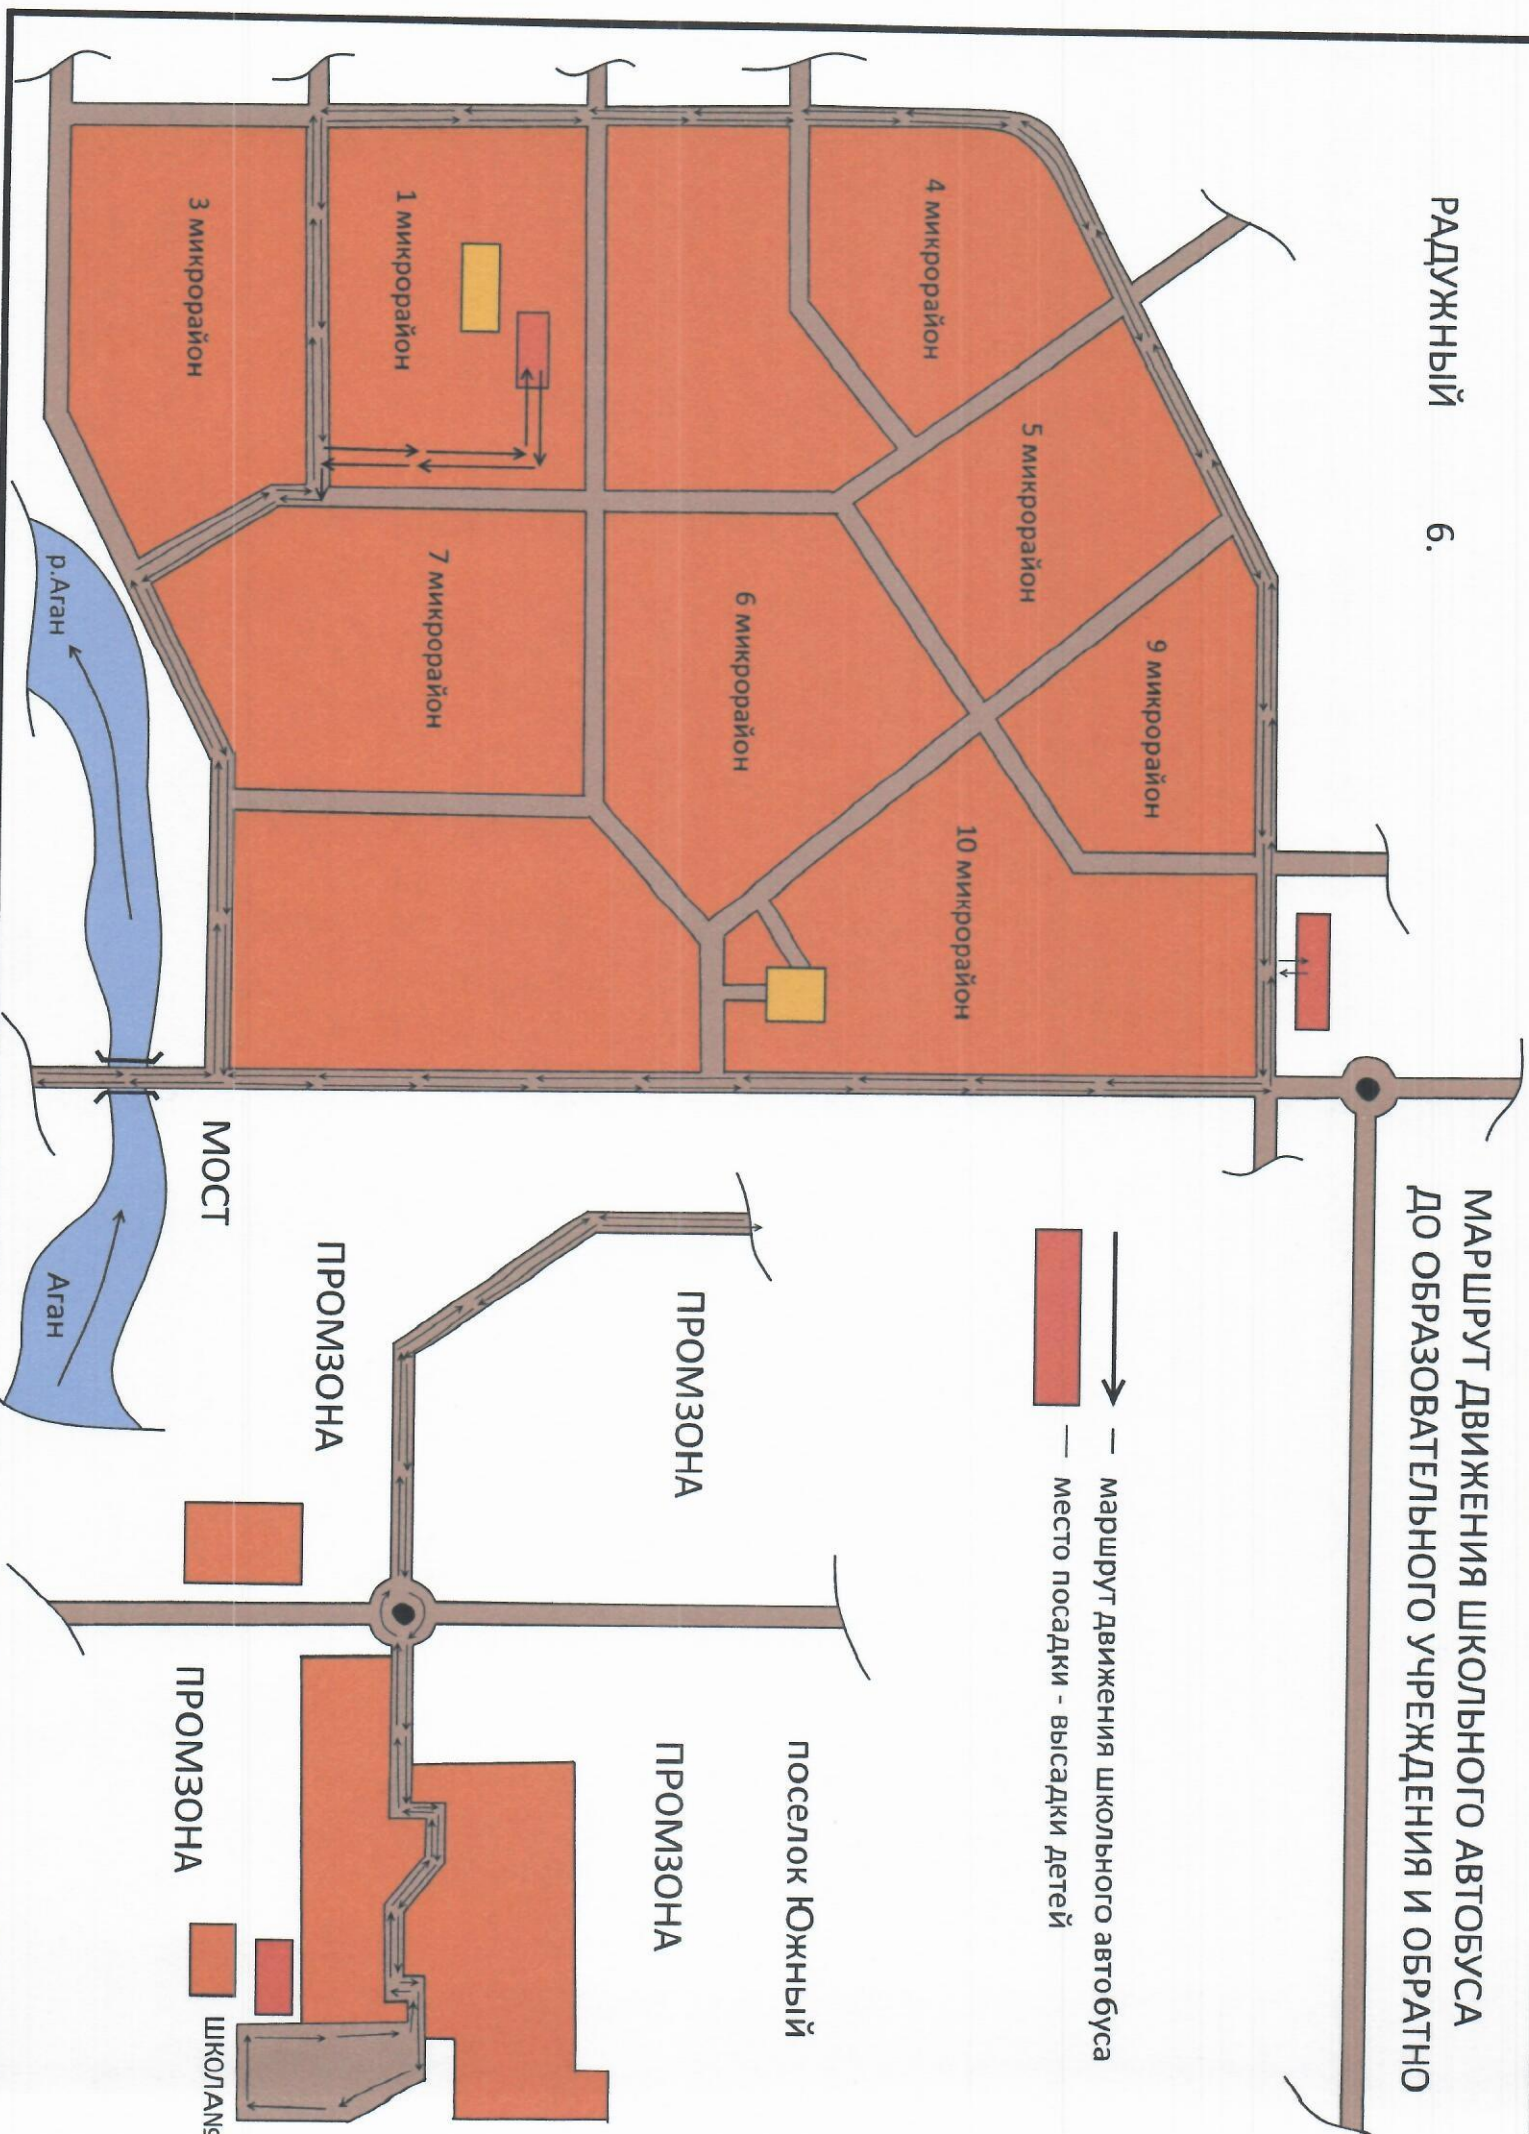 РАДУЖНЫЙ 6.
МАРШРУТ ДВИЖЕНИЯ ШКОЛЬНОГО АВТОБУСА
ДО ОБРАЗОВАТЕЛЬНОГО УЧРЕЖДЕНИЯ И ОБРАТНО
— маршрут движения школьного автобуса
— место посадки - высадки детей
9 микрорайон
5 микрорайон
10 микрорайон
4 микрорайон
6 микрорайон
7 микрорайон
1 микрорайон
3 микрорайон
поселок Южный
ПРОМЗОНА
ПРОМЗОНА
ПРОМЗОНА
ПРОМЗОНА
МОСТ
ШКОЛА№
р.Аган
Аган